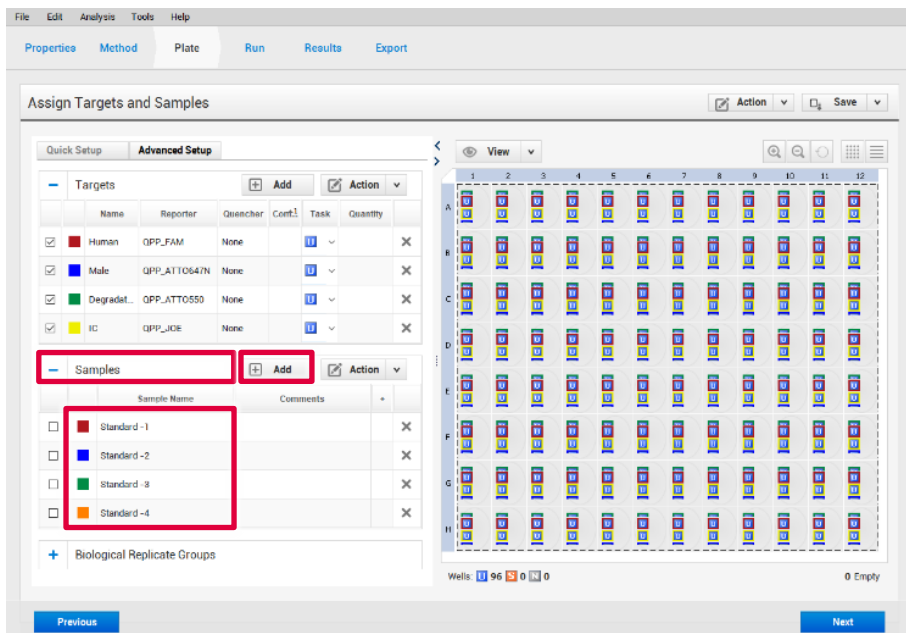 File Edit Analysis Tools Help
Properties Method Plate Run Results Export
Assign Targets and Samples
Action Save
Quick Setup Advanced Setup
View
Targets Add Action
Name Reporter Quencher Task Quantity
Human QPP_FAM None U
Male QPP_ATTO647N None U
Degradat... QPP_ATTO550 None U
IC QPP_JOE None U
Samples Add Action
Sample Name Comments
Standard -1
Standard -2
Standard -3
Standard -4
Biological Replicate Groups
1 2 3 4 5 6 7 8 9 10 11 12
A U U U U U U U U U U U U
U U U U U U U U U U U U
B U U U U U U U U U U U U
U U U U U U U U U U U U
C U U U U U U U U U U U U
U U U U U U U U U U U U
D U U U U U U U U U U U U
U U U U U U U U U U U U
E U U U U U U U U U U U U
U U U U U U U U U U U U
F U U U U U U U U U U U U
U U U U U U U U U U U U
G U U U U U U U U U U U U
U U U U U U U U U U U U
H U U U U U U U U U U U U
U U U U U U U U U U U U
Wells: U 96 S 0 N 0 0 Empty
Previous Next